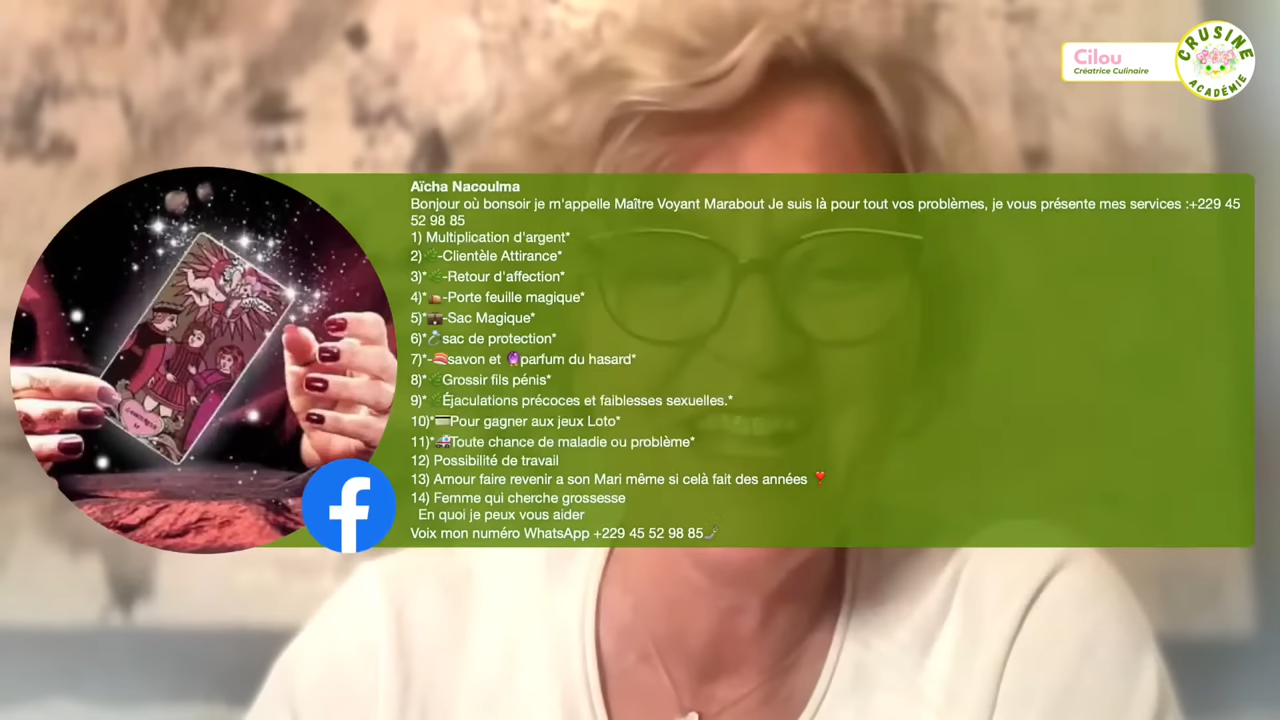 Cilou
Créatrice Culinaire
CRUSINE
ACADÉMIE
Aïcha Nacoulma
Bonjour où bonsoir je m'appelle Maître Voyant Marabout Je suis là pour tout vos problèmes, je vous présente mes services :+229 45
52 98 85
1) Multiplication d'argent*
2)🌿-Clientèle Attirance*
3)*🌿-Retour d'affection*
4)*👝-Porte feuille magique*
5)*💼-Sac Magique*
6)*💍sac de protection*
7)*-🍣savon et 🔮parfum du hasard*
8)*🌿Grossir fils pénis*
9)*🌿Éjaculations précoces et faiblesses sexuelles.*
10)*💳Pour gagner aux jeux Loto*
11)*🚑Toute chance de maladie ou problème*
12) Possibilité de travail
13) Amour faire revenir a son Mari même si celà fait des années ❣️
14) Femme qui cherche grossesse
En quoi je peux vous aider
Voix mon numéro WhatsApp +229 45 52 98 85🤳